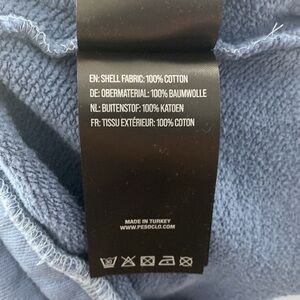 EN: SHELL FABRIC: 100% COTTON
DE: OBERMATERIAL: 100% BAUMWOLLE
NL: BUITENSTOF: 100% KATOEN
FR: TISSU EXTÉRIEUR: 100% COTON
MADE IN TURKEY
WWW.PESOCLO.COM